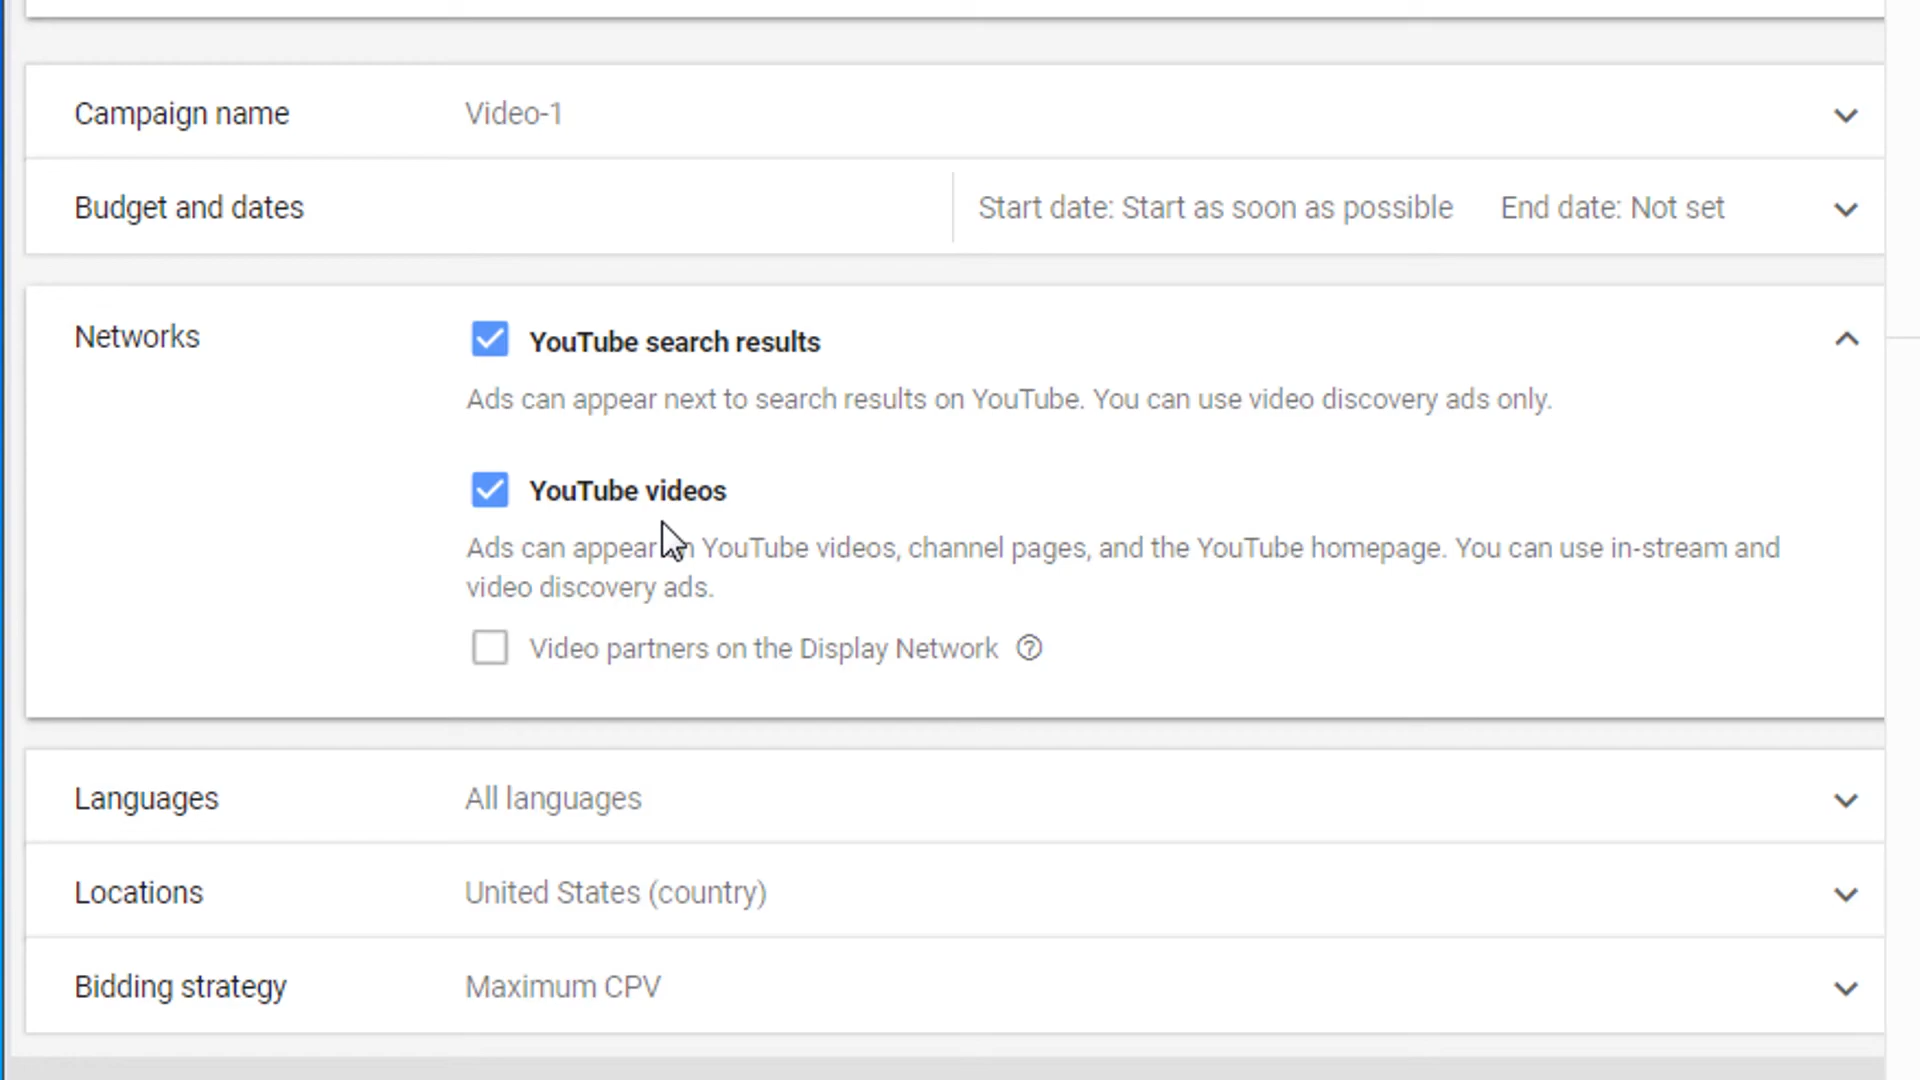 Campaign name Video-1
Budget and dates Start date: Start as soon as possible End date: Not set
Networks YouTube search results
Ads can appear next to search results on YouTube. You can use video discovery ads only.
YouTube videos
Ads can appear YouTube videos, channel pages, and the YouTube homepage. You can use in-stream and
video discovery ads.
Video partners on the Display Network
Languages All languages
Locations United States (country)
Bidding strategy Maximum CPV